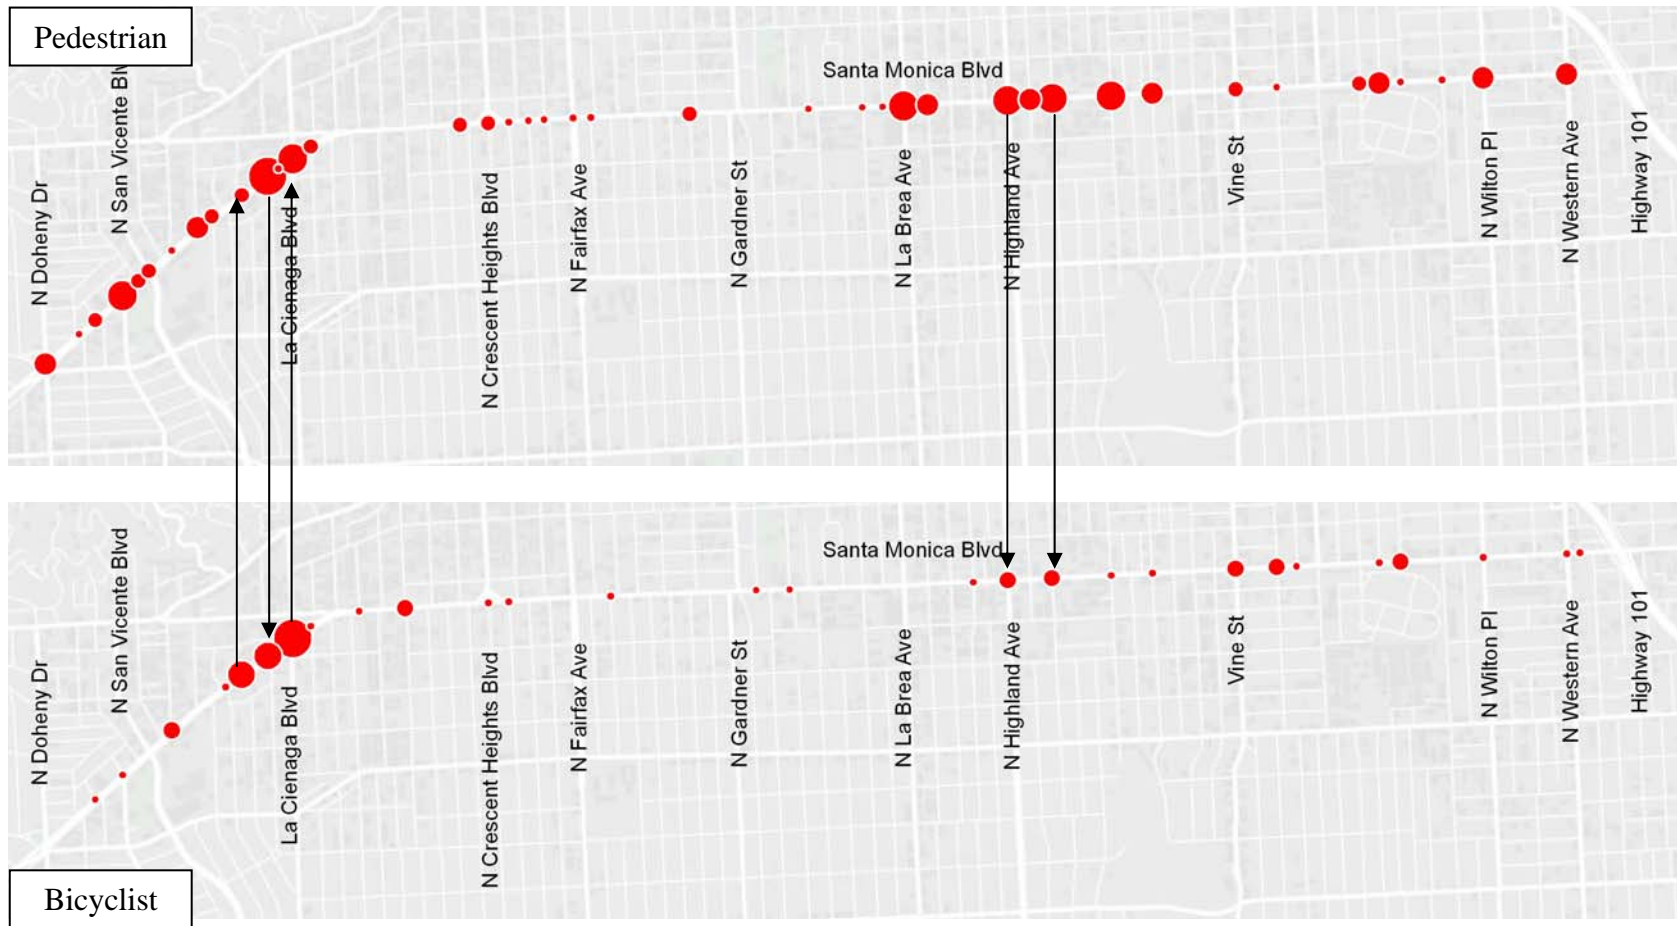 Pedestrian
Santa Monica Blvd
N Doheny Dr
N San Vicente Blv
La Cienaga Blvd
N Crescent Heights Blvd
N Fairfax Ave
N Gardner St
N La Brea Ave
N Highland Ave
Vine St
N Wilton Pl
N Western Ave
Highway 101
Santa Monica Blvd
N Doheny Dr
N San Vicente Blvd
La Cienaga Blvd
N Crescent Heights Blvd
N Fairfax Ave
N Gardner St
N La Brea Ave
N Highland Ave
Vine St
N Wilton Pl
N Western Ave
Highway 101
Bicyclist